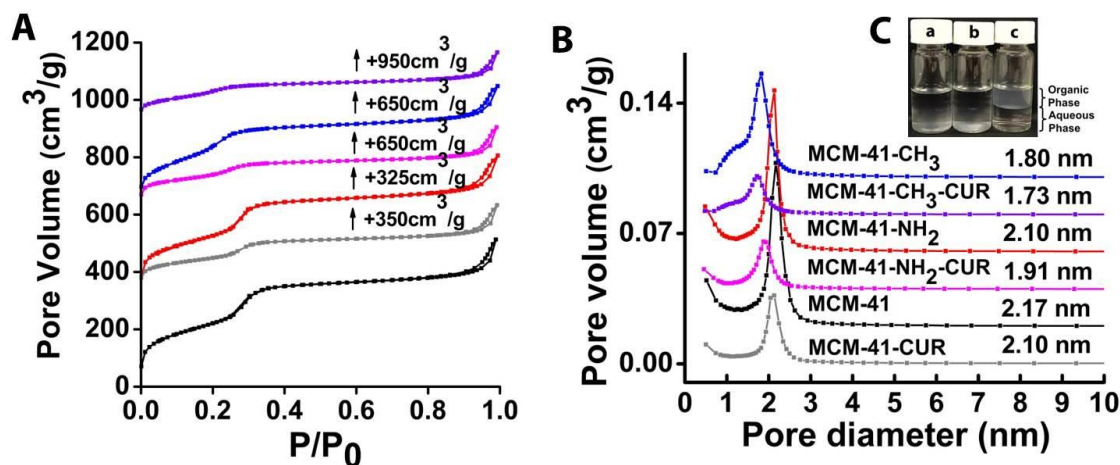 A
Pore Volume (cm³/g)
1200
1000
800
600
400
200
0
+950cm³/g
+650cm³/g
+650cm³/g
+325cm³/g
+350cm³/g
0.0 0.2 0.4 0.6 0.8 1.0
P/P₀
B
Pore volume (cm³/g)
0.14
0.07
0.00
MCM-41-CH₃ 1.80 nm
MCM-41-CH₃-CUR 1.73 nm
MCM-41-NH₂ 2.10 nm
MCM-41-NH₂-CUR 1.91 nm
MCM-41 2.17 nm
MCM-41-CUR 2.10 nm
0 1 2 3 4 5 6 7 8 9 10
Pore diameter (nm)
C
a b c
Organic
Phase
Aqueous
Phase